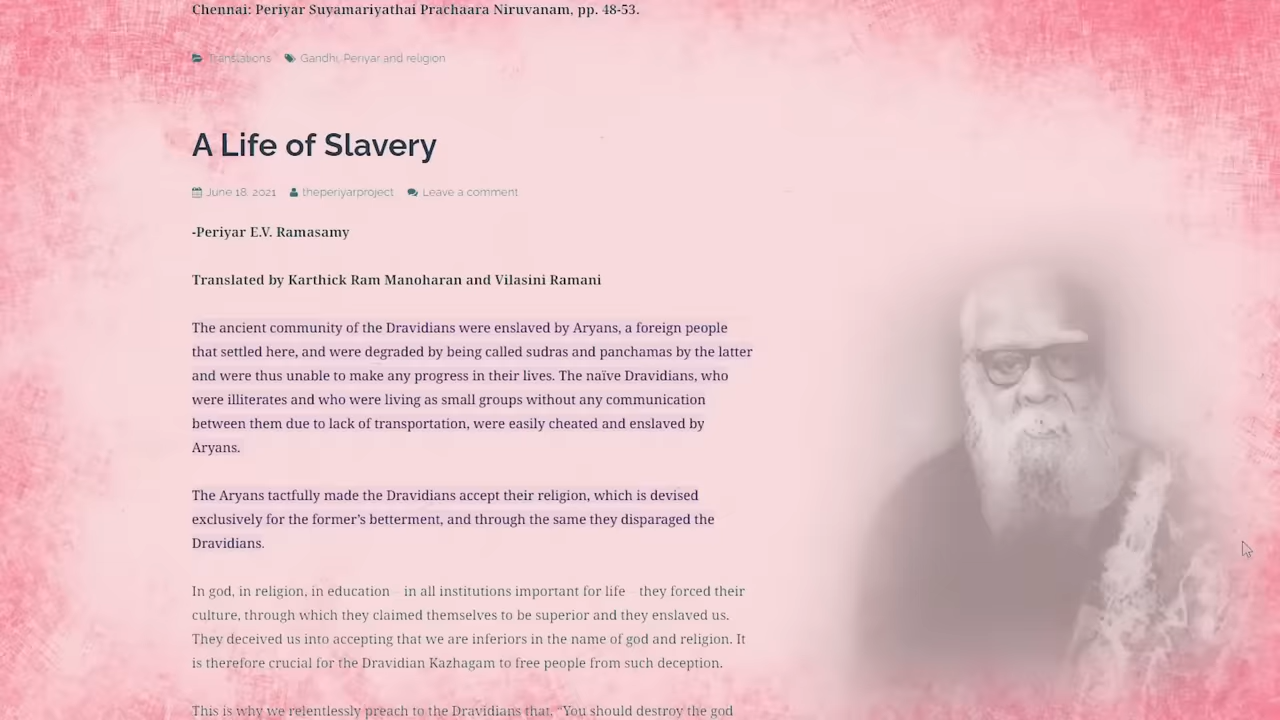 Chennai: Periyar Suyamariyathai Prachaara Niruvanam, pp. 48-53.
Translations Gandhi, Periyar and religion
A Life of Slavery
June 18, 2021 theperiyarproject Leave a comment
-Periyar E.V. Ramasamy
Translated by Karthick Ram Manoharan and Vilasini Ramani
The ancient community of the Dravidians were enslaved by Aryans, a foreign people
that settled here, and were degraded by being called sudras and panchamas by the latter
and were thus unable to make any progress in their lives. The naïve Dravidians, who
were illiterates and who were living as small groups without any communication
between them due to lack of transportation, were easily cheated and enslaved by
Aryans.
The Aryans tactfully made the Dravidians accept their religion, which is devised
exclusively for the former’s betterment, and through the same they disparaged the
Dravidians.
In god, in religion, in education – in all institutions important for life – they forced their
culture, through which they claimed themselves to be superior and they enslaved us.
They deceived us into accepting that we are inferiors in the name of god and religion. It
is therefore crucial for the Dravidian Kazhagam to free people from such deception.
This is why we relentlessly preach to the Dravidians that, “You should destroy the god